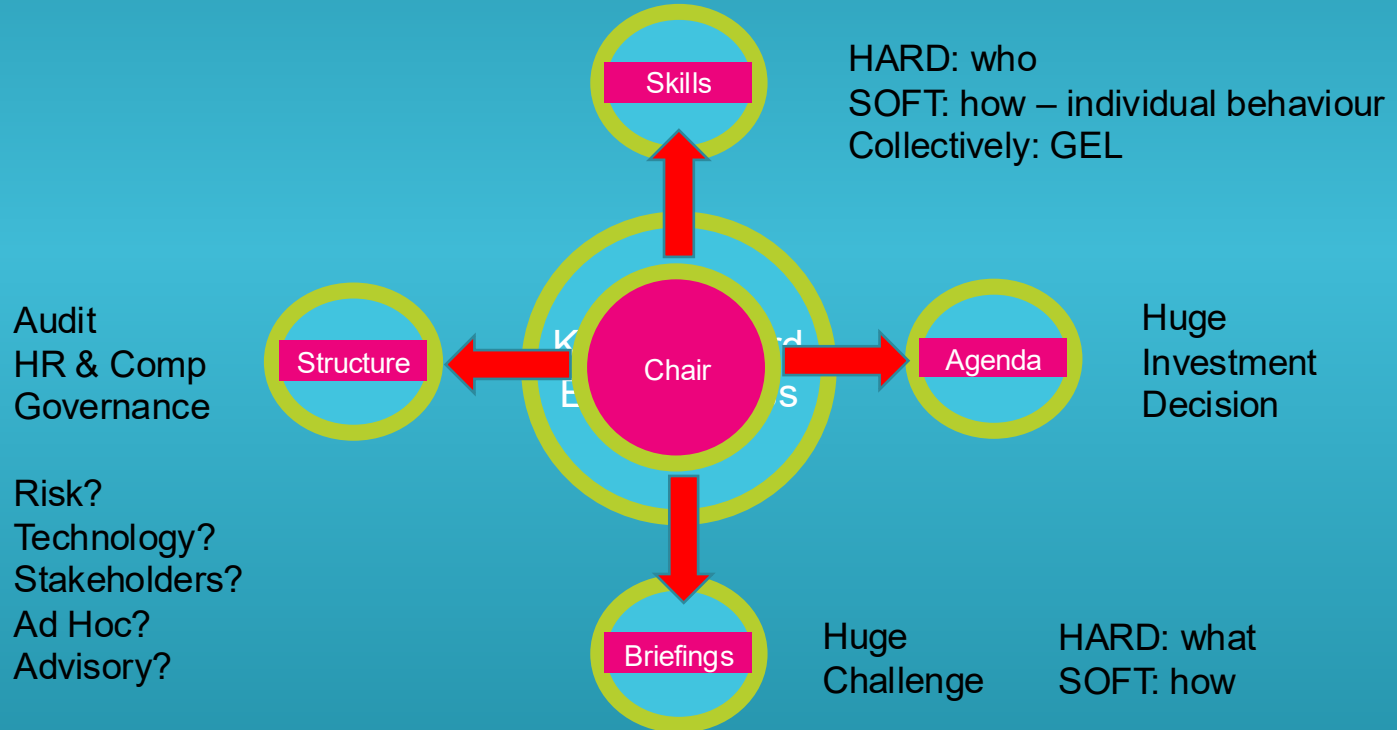 Skills
HARD: who
SOFT: how – individual behaviour
Collectively: GEL
Audit
HR & Comp
Governance
Structure
Chair
Agenda
Huge
Investment
Decision
Risk?
Technology?
Stakeholders?
Ad Hoc?
Advisory?
Briefings
Huge
Challenge
HARD: what
SOFT: how